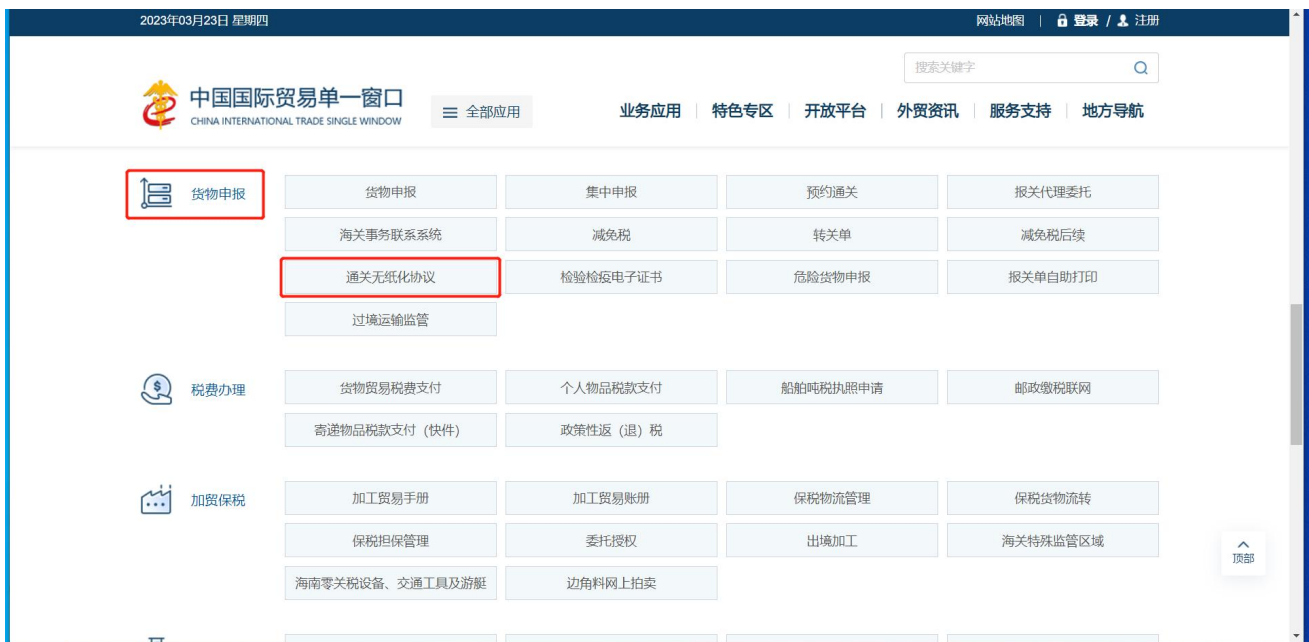 2023年03月23日 星期四 网站地图 | 登录 / 注册
搜索关键字
中国国际贸易单一窗口
CHINA INTERNATIONAL TRADE SINGLE WINDOW
全部应用 业务应用 | 特色专区 | 开放平台 | 外贸资讯 | 服务支持 | 地方导航
货物申报 货物申报 集中申报 预约通关 报关代理委托
海关事务联系系统 减免税 转关单 减免税后续
通关无纸化协议 检验检疫电子证书 危险货物申报 报关单自助打印
过境运输监管
税费办理 货物贸易税费支付 个人物品税款支付 船舶吨税执照申请 邮政缴税联网
寄递物品税款支付（快件） 政策性返（退）税
加贸保税 加工贸易手册 加工贸易账册 保税物流管理 保税货物流转
保税担保管理 委托授权 出境加工 海关特殊监管区域
海南零关税设备、交通工具及游艇 边角料网上拍卖
顶部